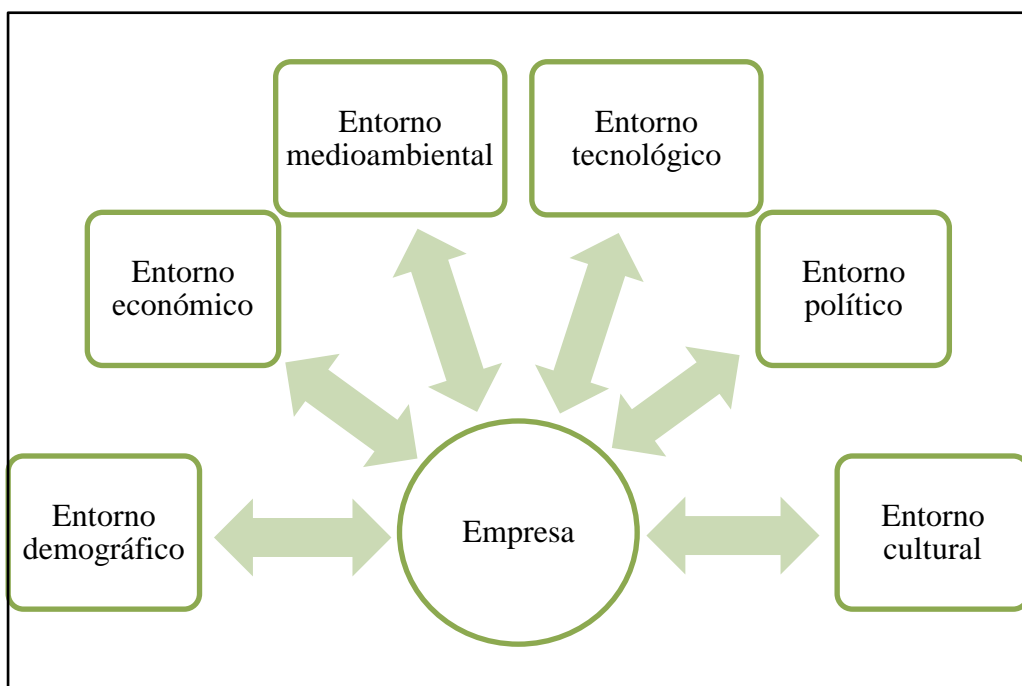 Entorno
medioambiental
Entorno
tecnológico
Entorno
económico
Entorno
político
Entorno
demográfico
Empresa
Entorno
cultural